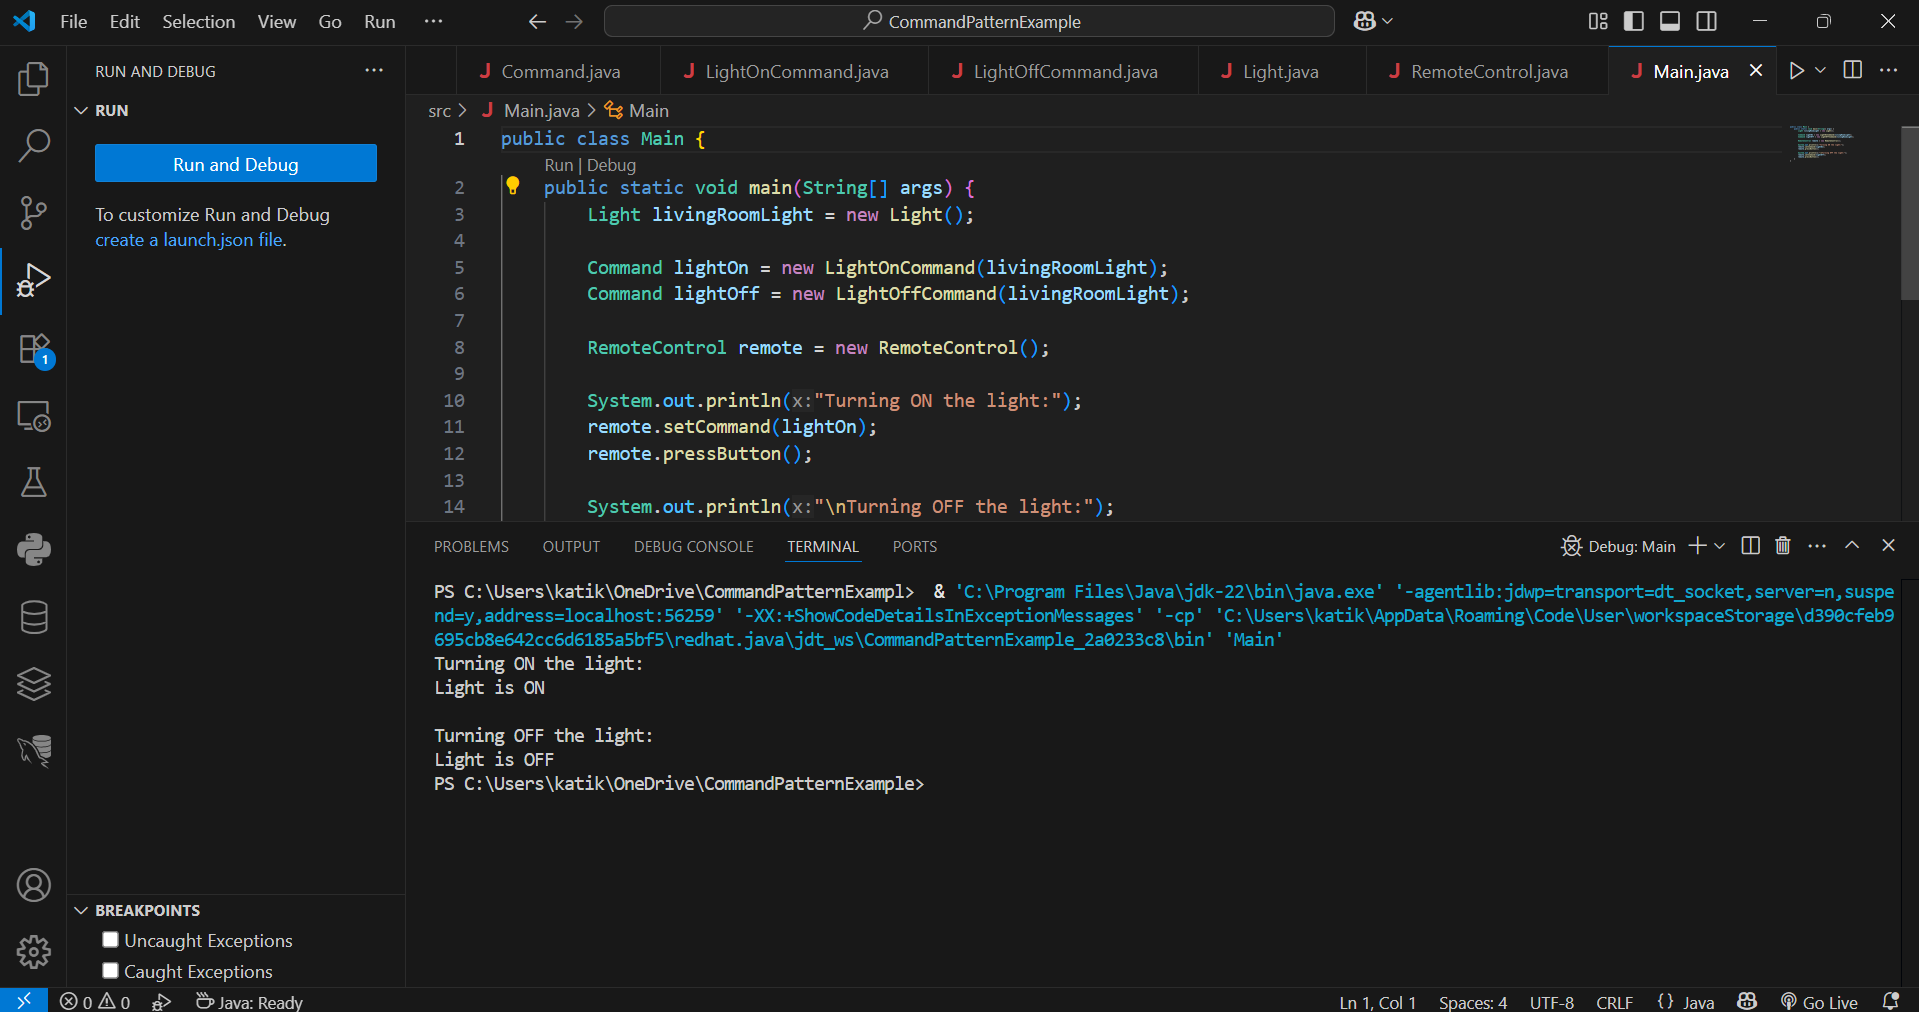 File Edit Selection View Go Run ··· CommandPatternExample
RUN AND DEBUG ···
RUN
Run and Debug
To customize Run and Debug
create a launch.json file.
BREAKPOINTS
Uncaught Exceptions
Caught Exceptions
1
J Command.java J LightOnCommand.java J LightOffCommand.java J Light.java J RemoteControl.java J Main.java
src > J Main.java > Main
1 public class Main {
Run | Debug
2 public static void main(String[] args) {
3 Light livingRoomLight = new Light();
4
5 Command lightOn = new LightOnCommand(livingRoomLight);
6 Command lightOff = new LightOffCommand(livingRoomLight);
7
8 RemoteControl remote = new RemoteControl();
9
10 System.out.println(x:"Turning ON the light:");
11 remote.setCommand(lightOn);
12 remote.pressButton();
13
14 System.out.println(x:"\nTurning OFF the light:");
PROBLEMS OUTPUT DEBUG CONSOLE TERMINAL PORTS Debug: Main
PS C:\Users\katik\OneDrive\CommandPatternExampl> & 'C:\Program Files\Java\jdk-22\bin\java.exe' '-agentlib:jdwp=transport=dt_socket,server=n,suspe
nd=y,address=localhost:56259' '-XX:+ShowCodeDetailsInExceptionMessages' '-cp' 'C:\Users\katik\AppData\Roaming\Code\User\workspaceStorage\d390cfeb9
695cb8e642cc6d6185a5bf5\redhat.java\jdt_ws\CommandPatternExample_2a0233c8\bin' 'Main'
Turning ON the light:
Light is ON
Turning OFF the light:
Light is OFF
PS C:\Users\katik\OneDrive\CommandPatternExample>
0 0 Java: Ready Ln 1, Col 1 Spaces: 4 UTF-8 CRLF {} Java Go Live